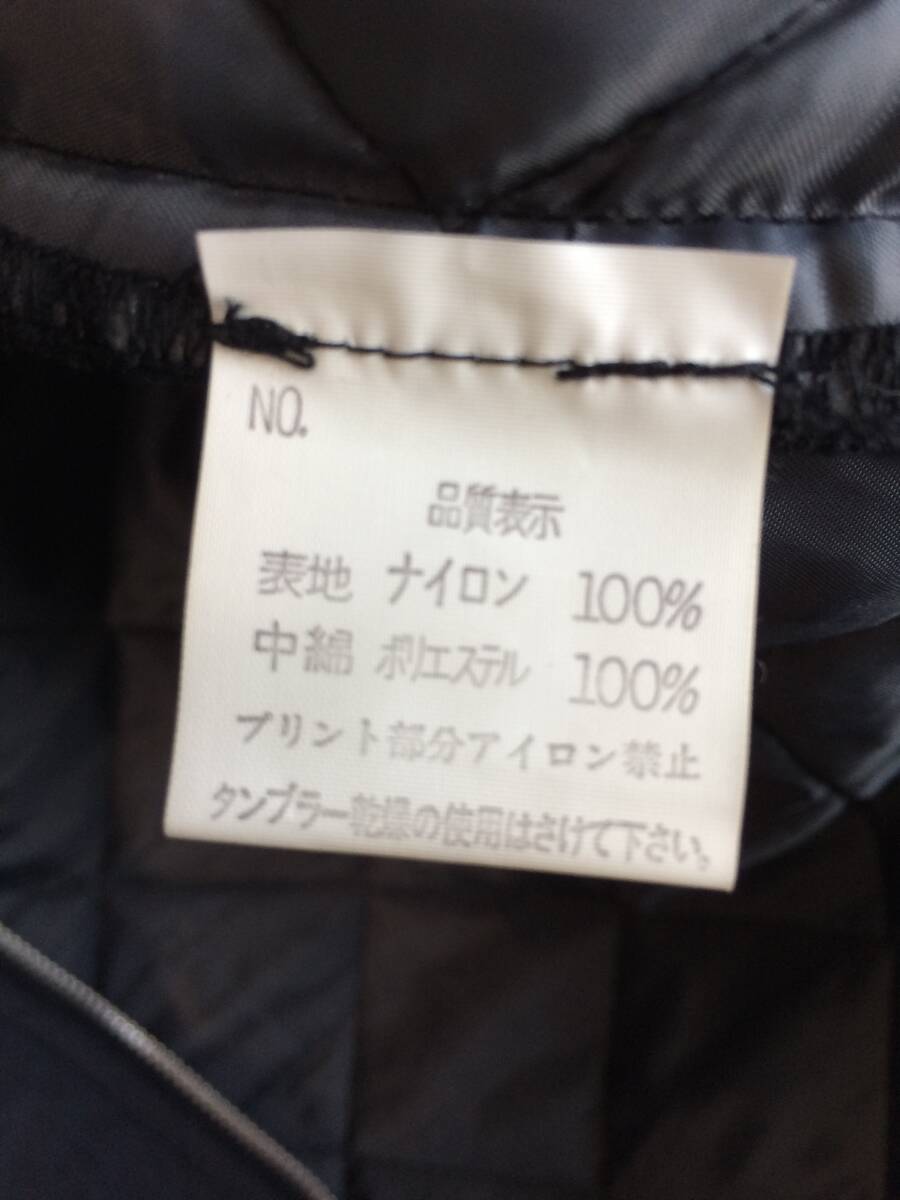 NO.
品質表示
表地 ナイロン 100%
中綿 ポリエステル 100%
プリント部分アイロン禁止
タンブラー乾燥の使用はさけて下さい。